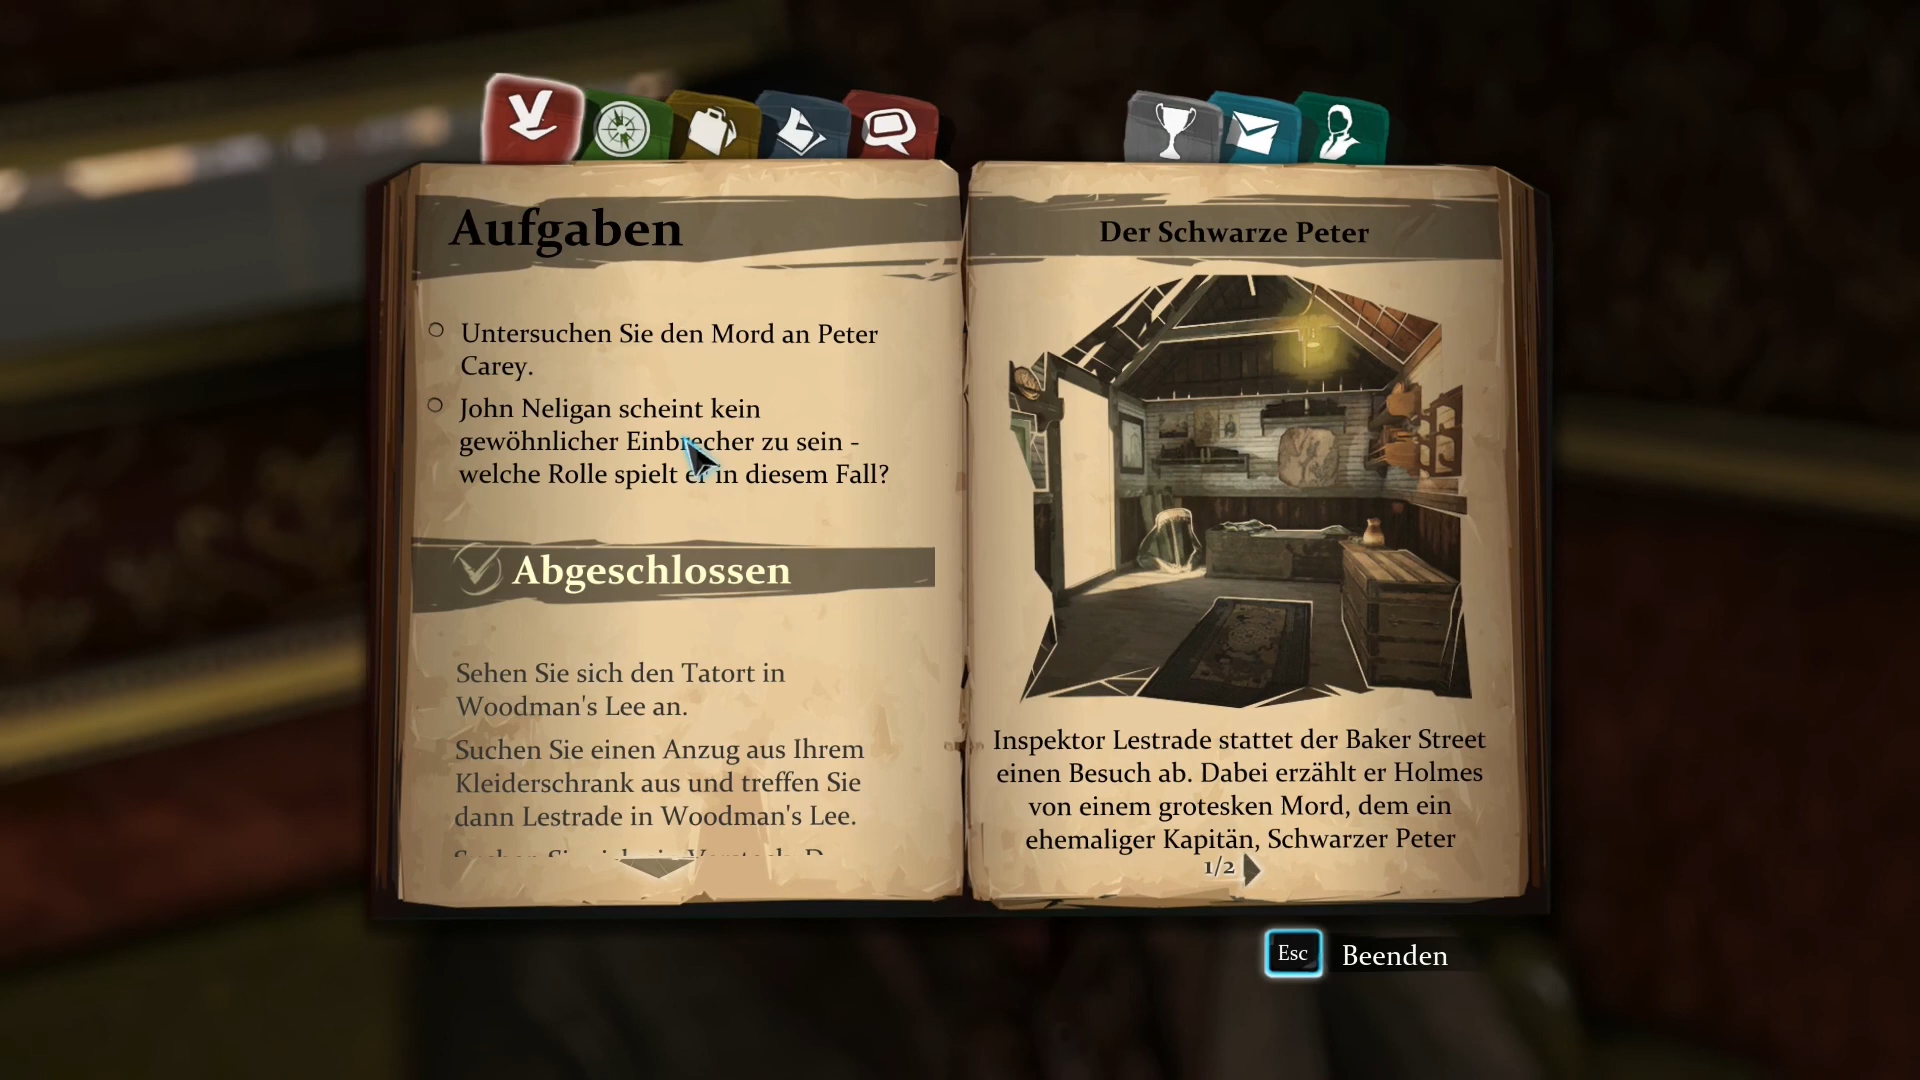 Aufgaben
Untersuchen Sie den Mord an Peter
Carey.
John Neligan scheint kein
gewöhnlicher Einbrecher zu sein -
welche Rolle spielt er in diesem Fall?
Abgeschlossen
Sehen Sie sich den Tatort in
Woodman's Lee an.
Suchen Sie einen Anzug aus Ihrem
Kleiderschrank aus und treffen Sie
dann Lestrade in Woodman's Lee.
Der Schwarze Peter
Inspektor Lestrade stattet der Baker Street
einen Besuch ab. Dabei erzählt er Holmes
von einem grotesken Mord, dem ein
ehemaliger Kapitän, Schwarzer Peter
1/2
Esc Beenden